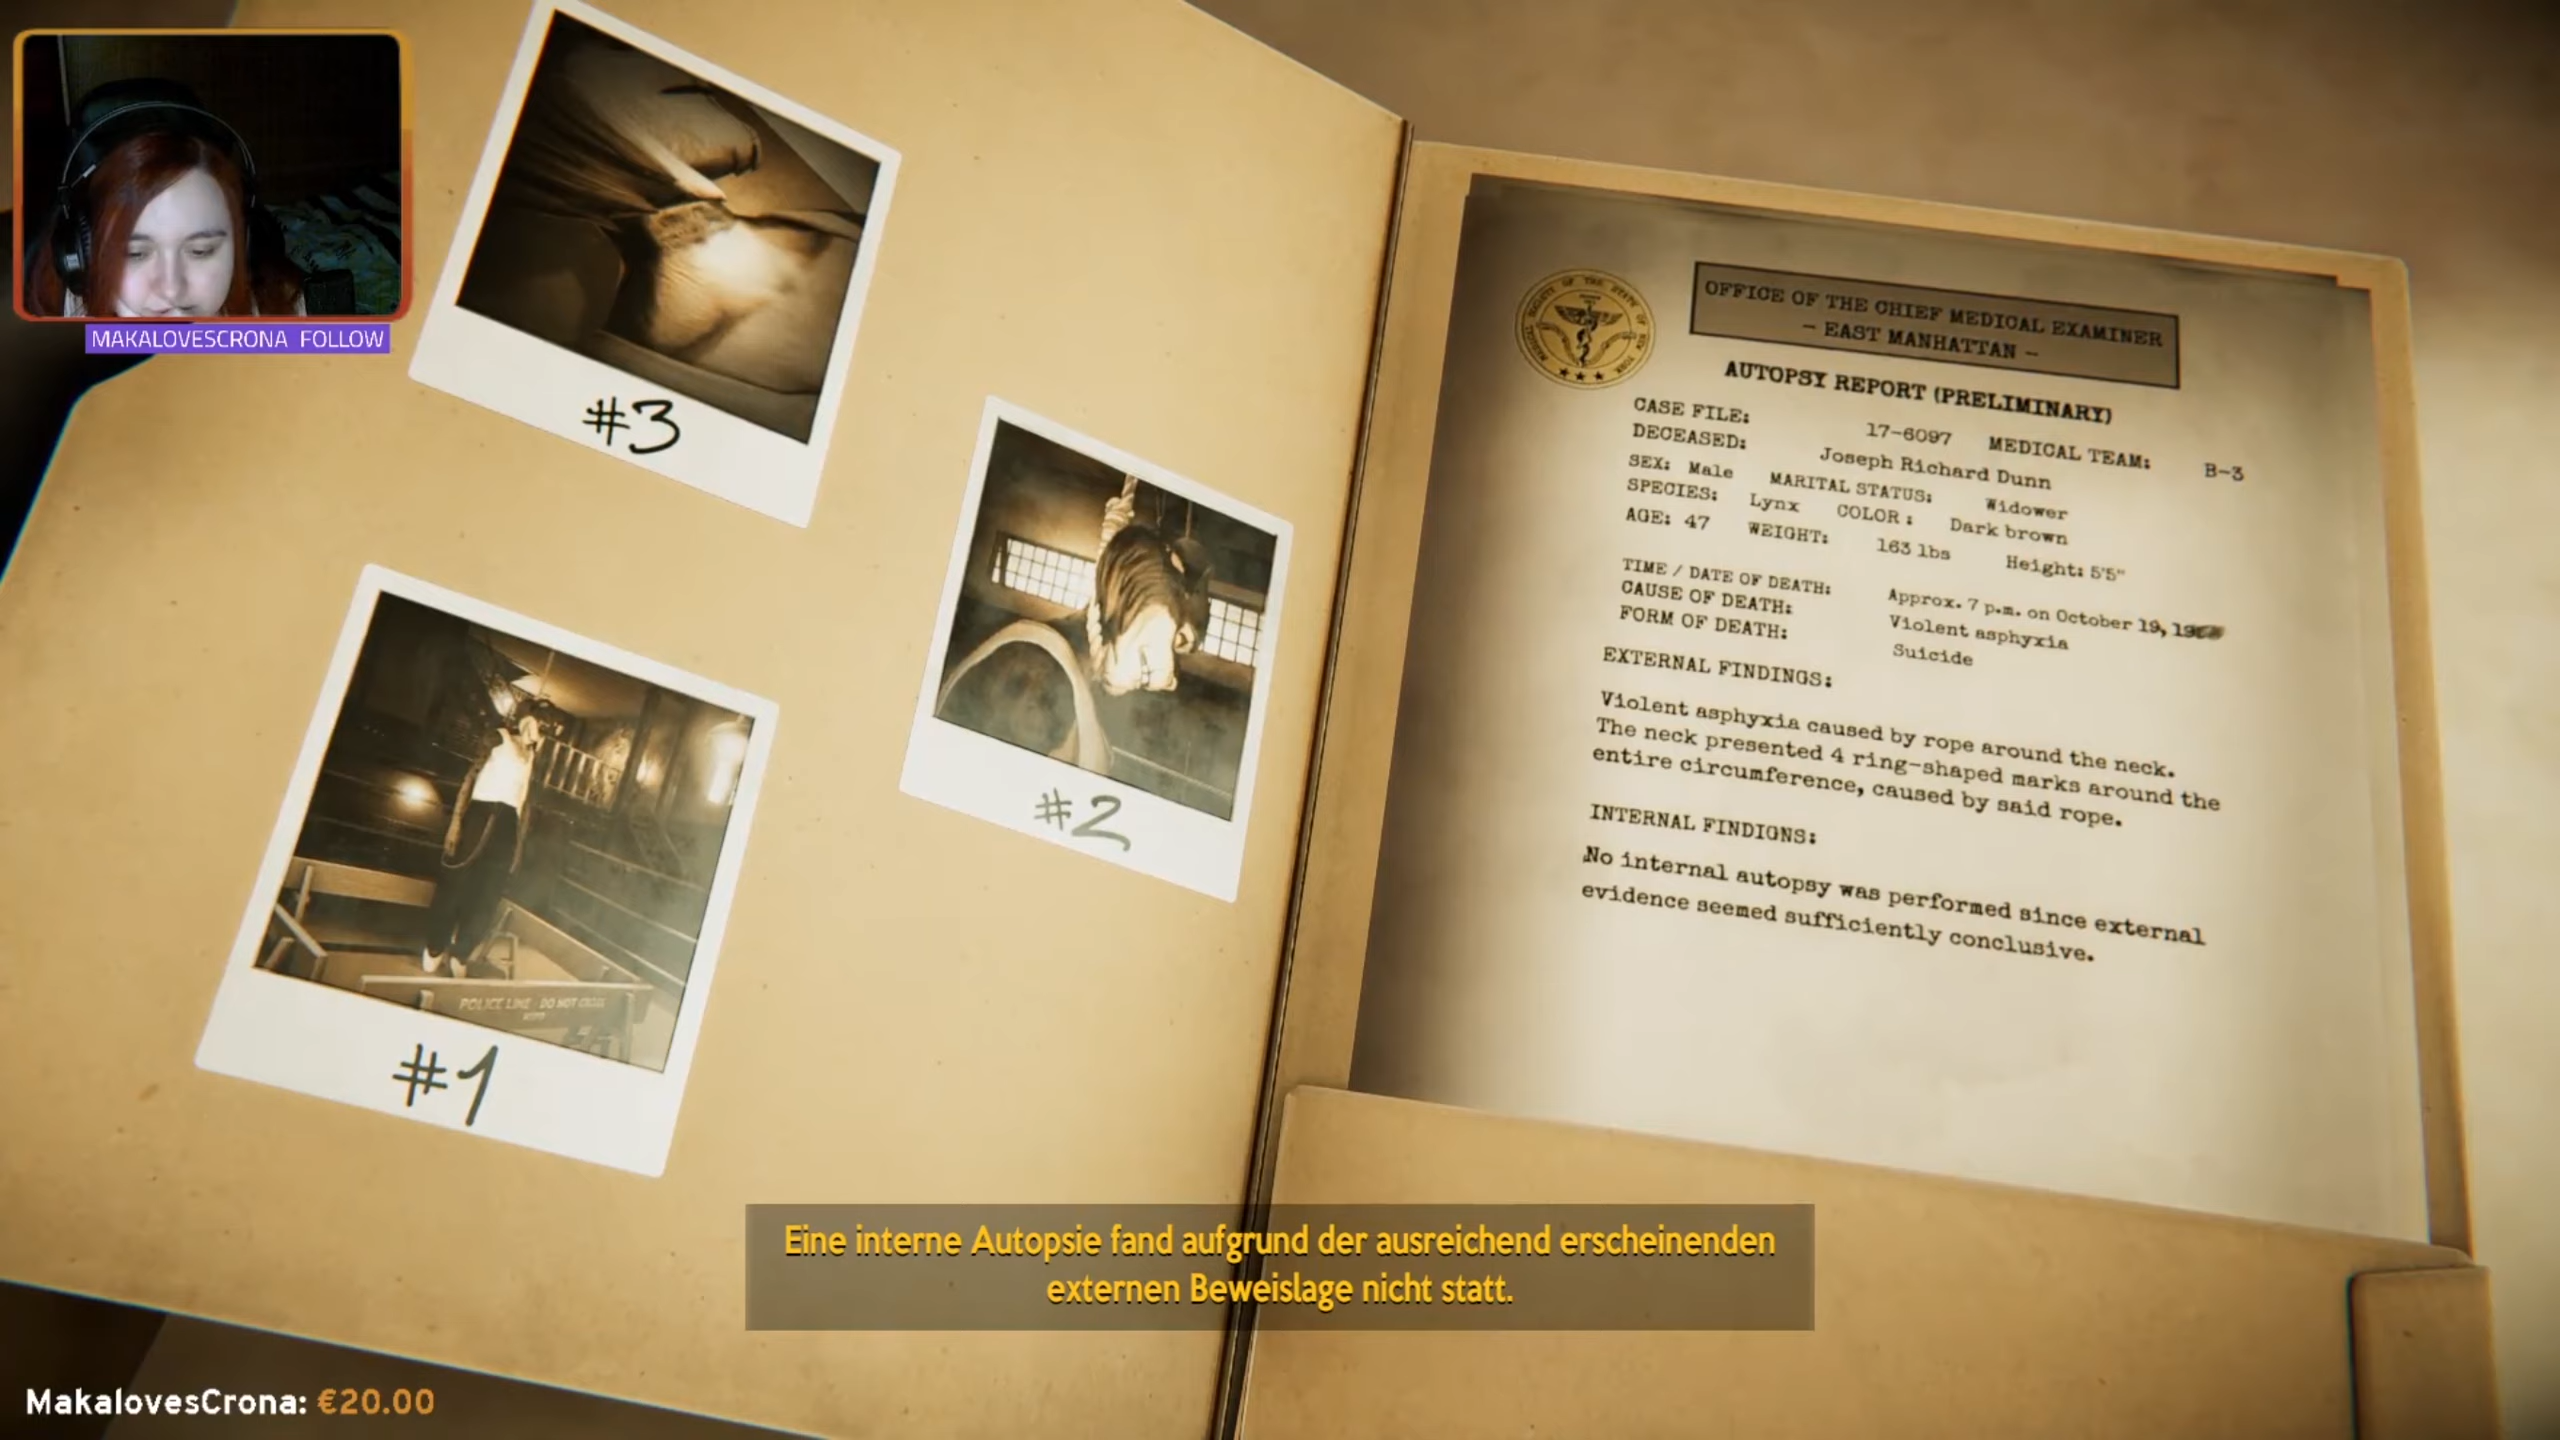 MAKALOVESCRONA FOLLOW
#3
#2
#1
POLICE LINE - DO NOT CROSS
OFFICE OF THE CHIEF MEDICAL EXAMINER
- EAST MANHATTAN -
AUTOPSY REPORT (PRELIMINARY)
CASE FILE: 17-6097 MEDICAL TEAM: B-3
DECEASED: Joseph Richard Dunn
SEX: Male MARITAL STATUS: Widower
SPECIES: Lynx COLOR: Dark brown
AGE: 47 WEIGHT: 163 lbs Height: 5'5"
TIME / DATE OF DEATH: Approx. 7 p.m. on October 19,
CAUSE OF DEATH: Violent asphyxia
FORM OF DEATH: Suicide
EXTERNAL FINDINGS:
Violent asphyxia caused by rope around the neck.
The neck presented 4 ring-shaped marks around the
entire circumference, caused by said rope.
INTERNAL FINDIONS:
No internal autopsy was performed since external
evidence seemed sufficiently conclusive.
Eine interne Autopsie fand aufgrund der ausreichend erscheinenden
externen Beweislage nicht statt.
MakalovesCrona: €20.00